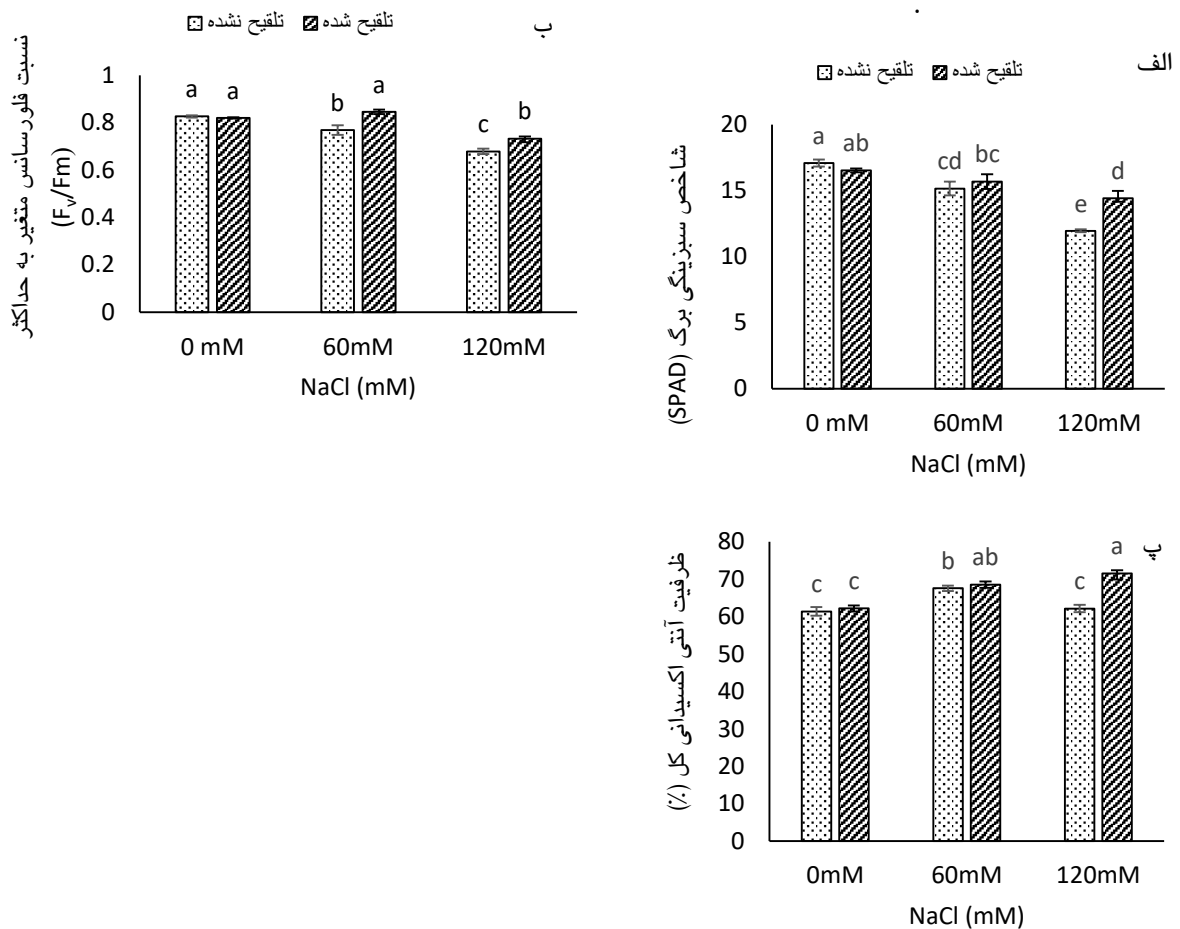 .
الف
تلقیح نشده
تلقیح شده
شاخص سبزینگی برگ (SPAD)
20
15
10
5
0
a
ab
cd
bc
e
d
0 mM
60mM
120mM
NaCl (mM)
ب
تلقیح نشده
تلقیح شده
نسبت فلورسانس متغیر به حداکثر
(Fv/Fm)
1
0.8
0.6
0.4
0.2
0
a
a
b
a
c
b
0 mM
60mM
120mM
NaCl (mM)
پ
ظرفیت آنتی اکسیدانی کل (٪)
80
70
60
50
40
30
20
10
0
c
c
b
ab
c
a
0mM
60mM
120mM
NaCl (mM)